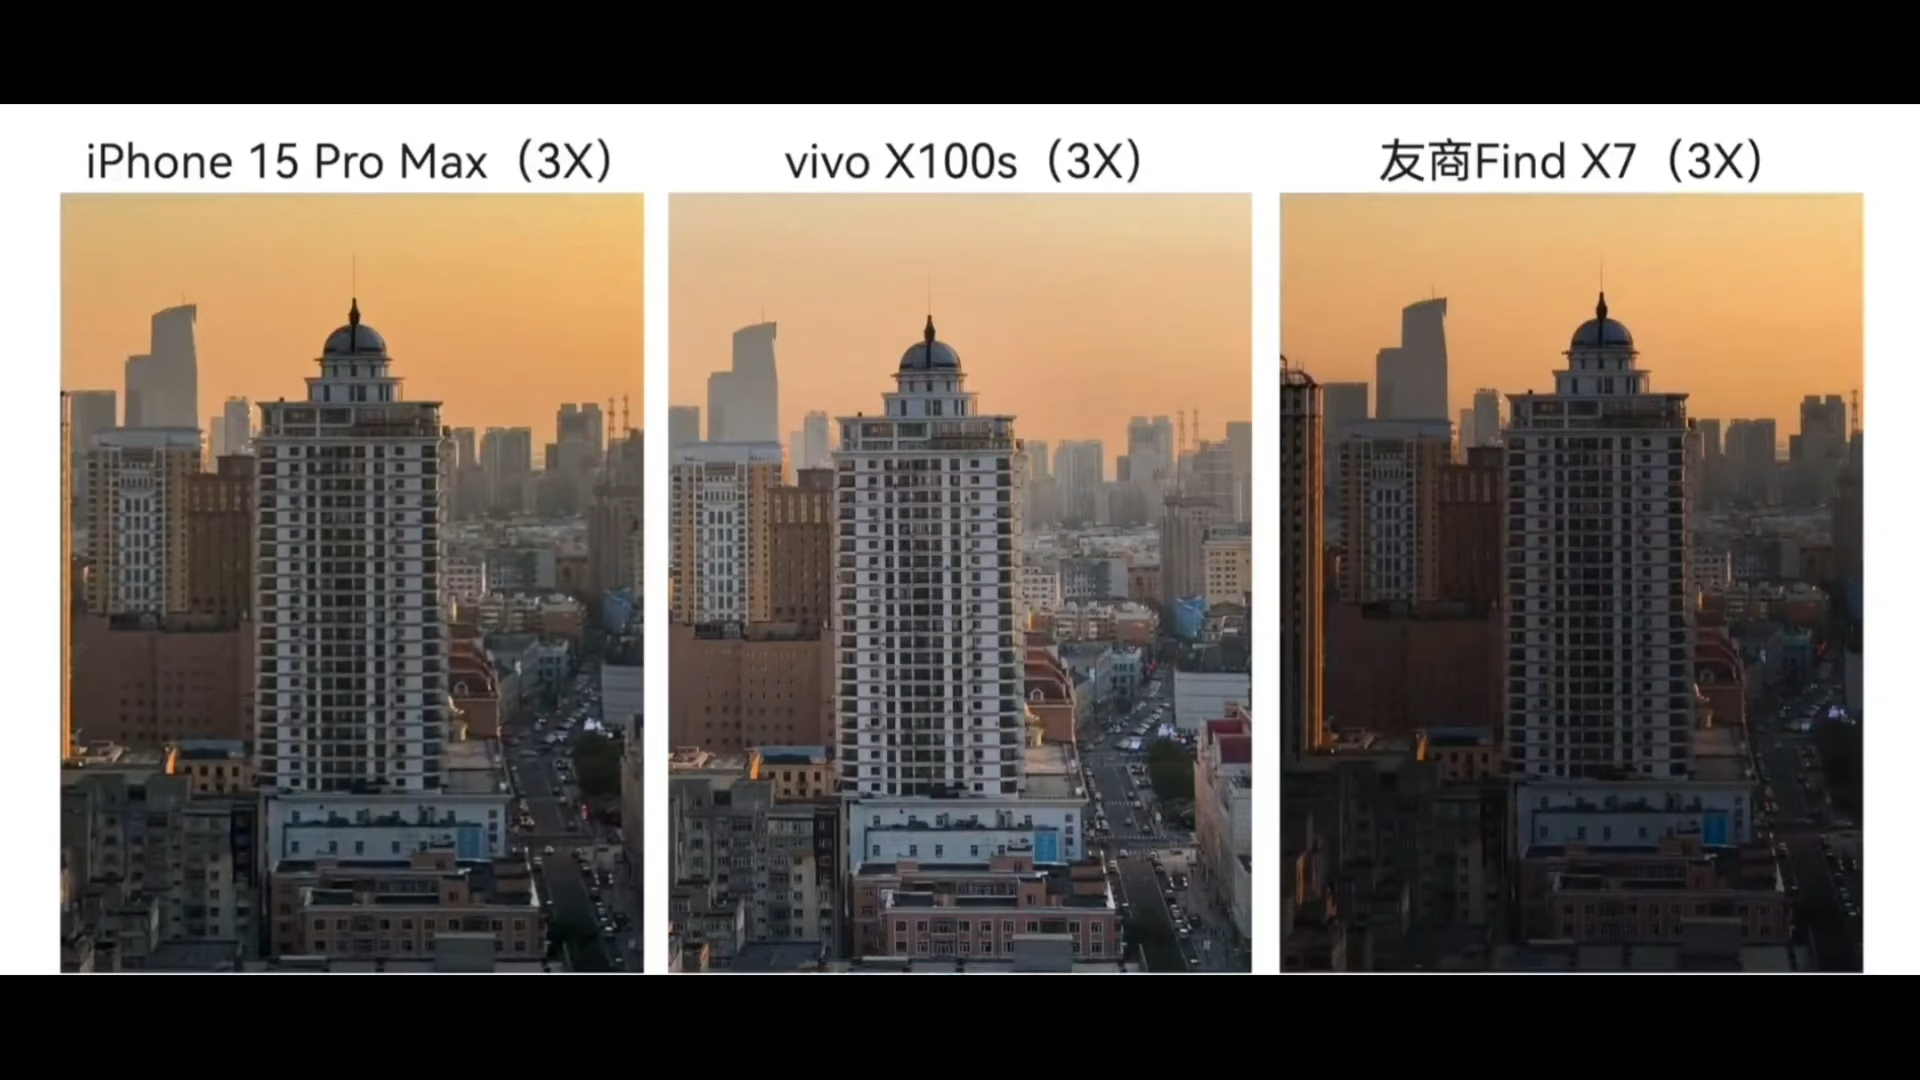 iPhone 15 Pro Max（3X）
vivo X100s（3X）
友商Find X7（3X）